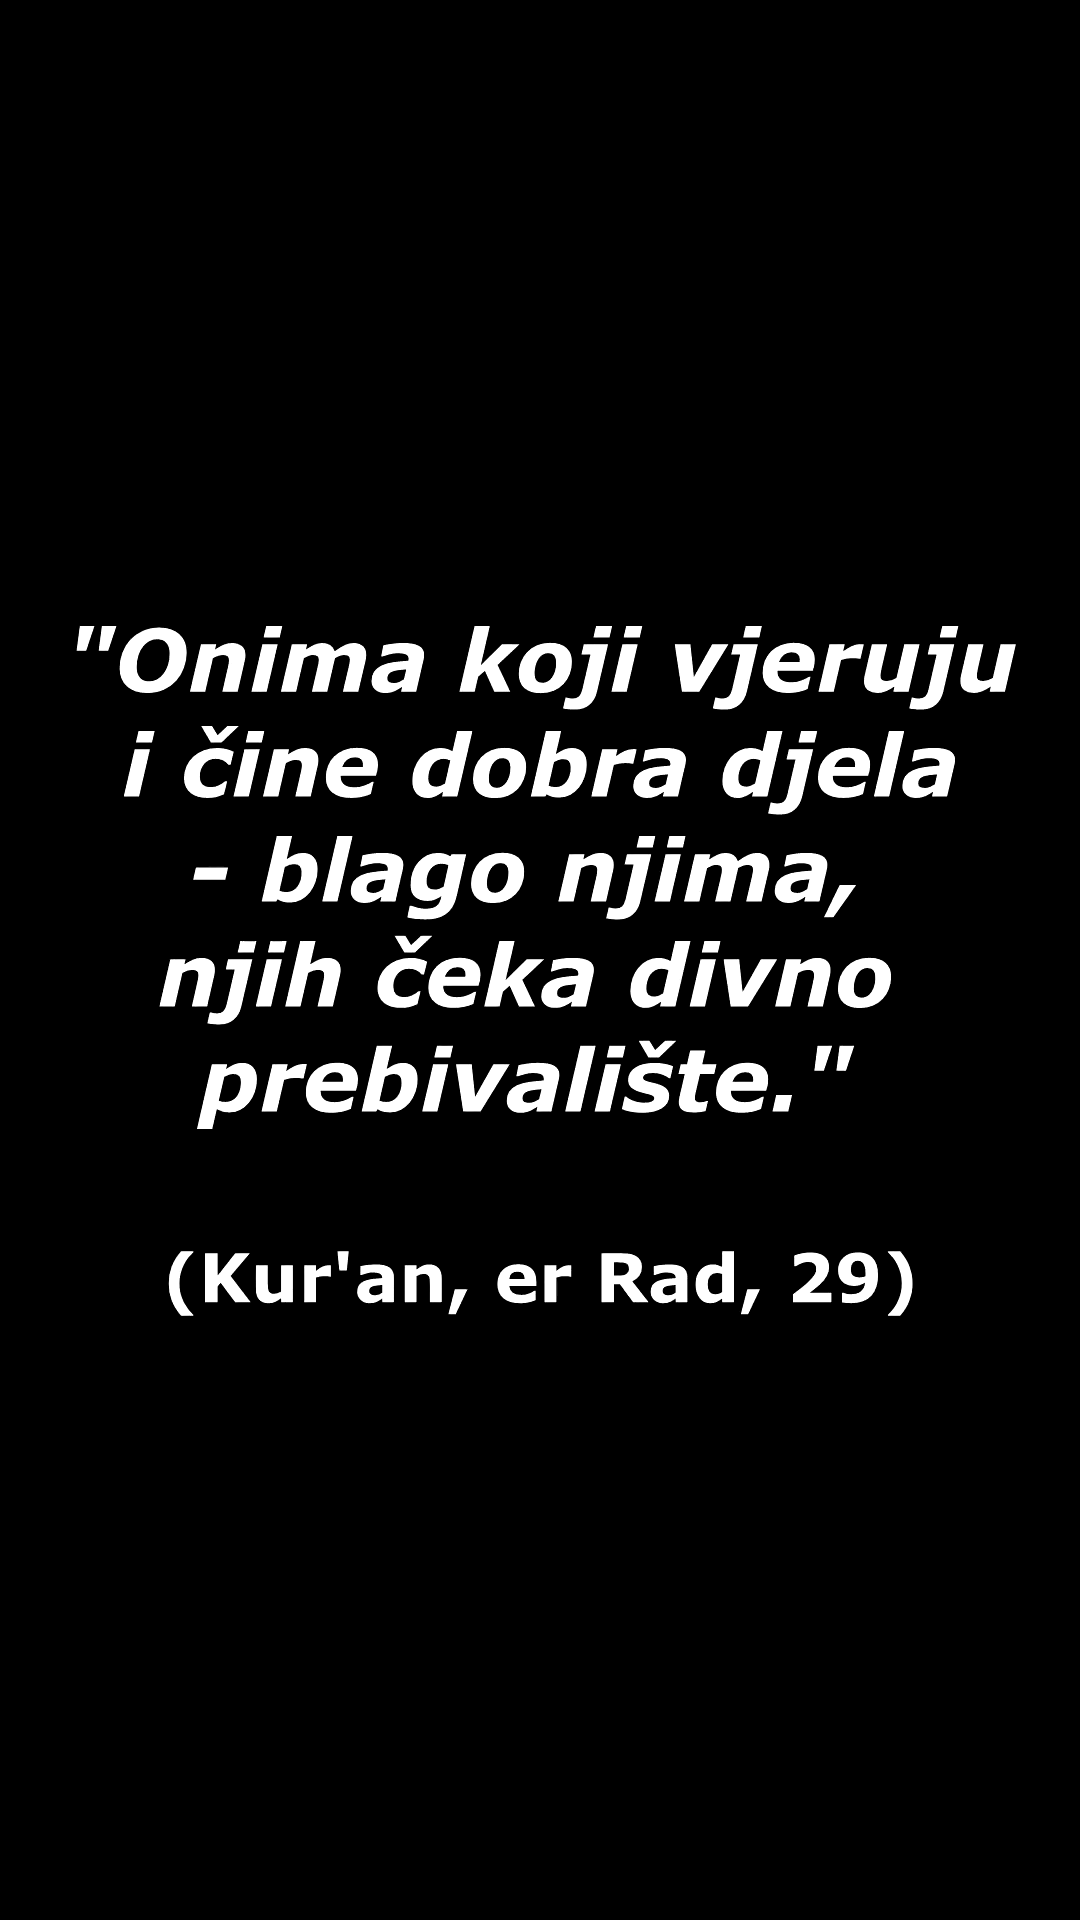 "Onima koji vjeruju
i čine dobra djela
- blago njima,
njih čeka divno
prebivalište."
(Kur'an, er Rad, 29)